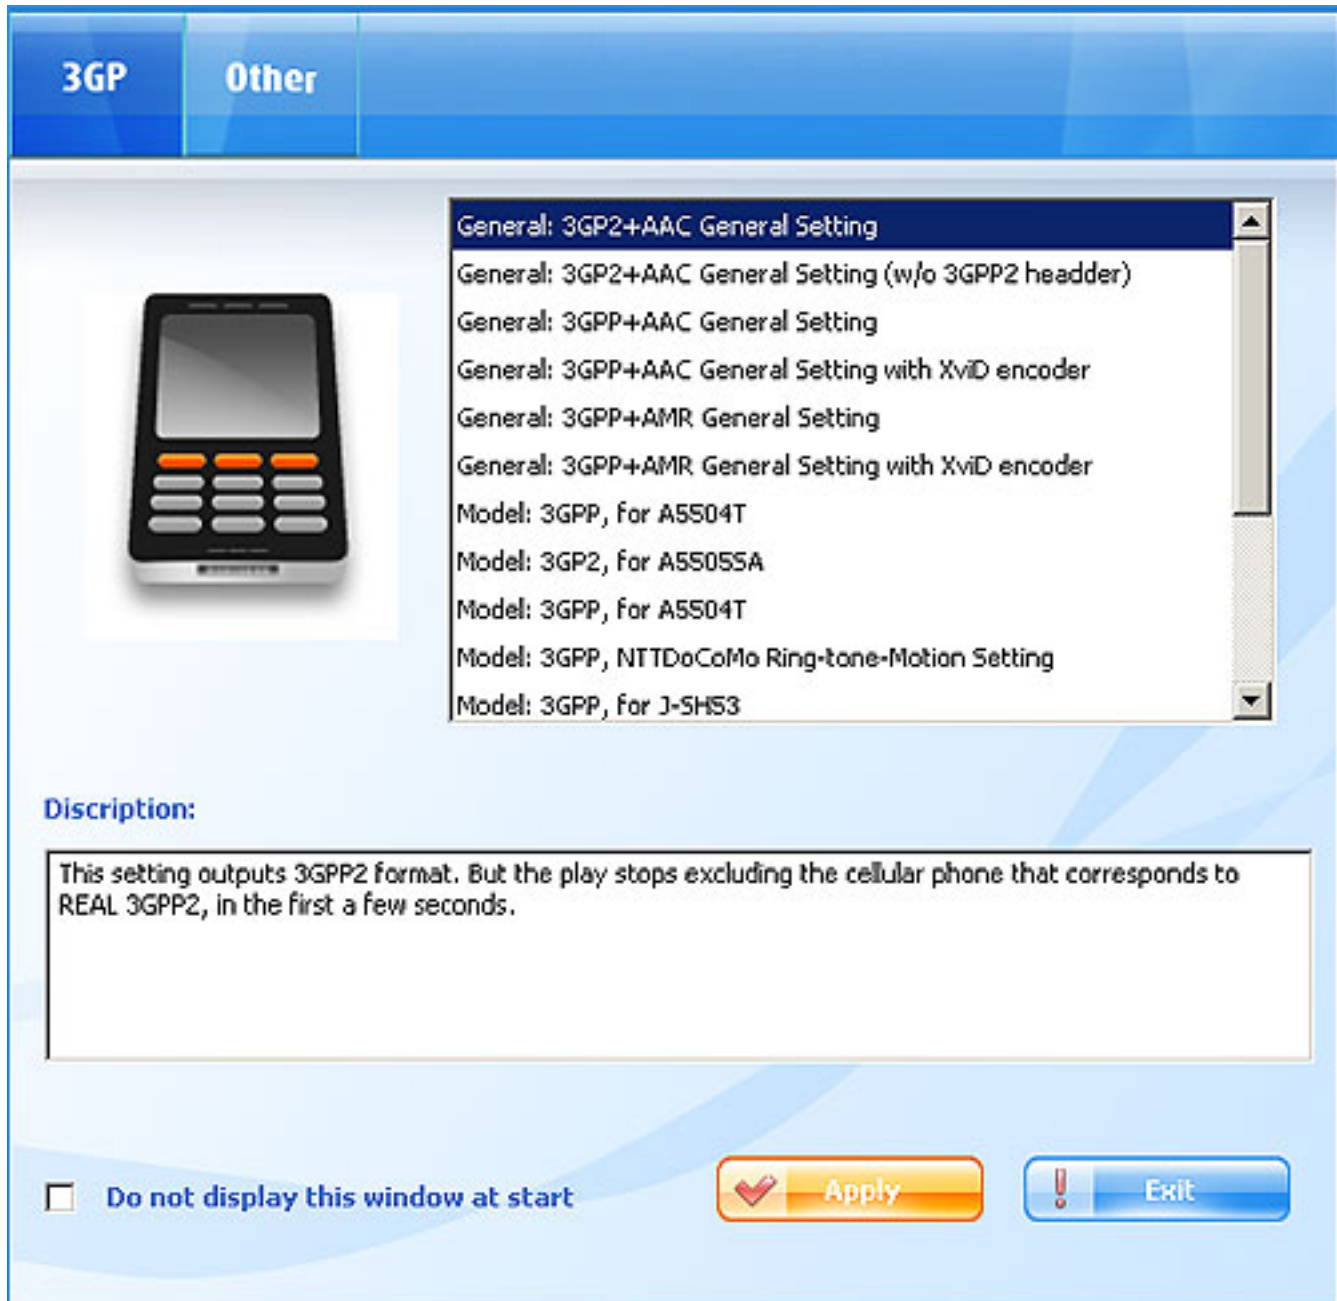 3GP
Other
General: 3GP2+AAC General Setting
General: 3GP2+AAC General Setting (w/o 3GPP2 headder)
General: 3GPP+AAC General Setting
General: 3GPP+AAC General Setting with XviD encoder
General: 3GPP+AMR General Setting
General: 3GPP+AMR General Setting with XviD encoder
Model: 3GPP, for A5504T
Model: 3GP2, for A5505SA
Model: 3GPP, for A5504T
Model: 3GPP, NTTDoCoMo Ring-tone-Motion Setting
Model: 3GPP, for J-SH53
Discription:
This setting outputs 3GPP2 format. But the play stops excluding the cellular phone that corresponds to
REAL 3GPP2, in the first a few seconds.
Do not display this window at start
Apply
Exit